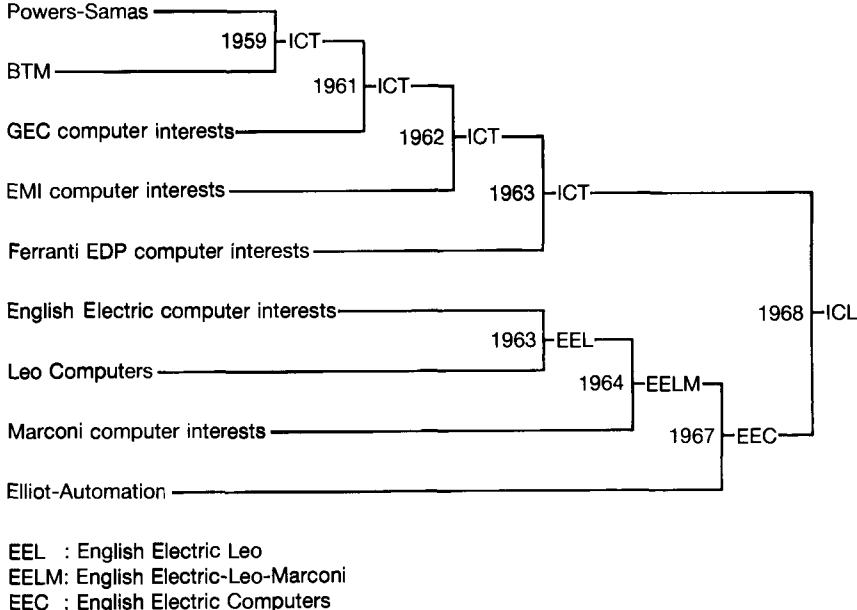 Powers-Samas
1959 ICT
BTM
1961 ICT
GEC computer interests
1962 ICT
EMI computer interests
1963 ICT
Ferranti EDP computer interests
English Electric computer interests
1968 ICL
1963 EEL
Leo Computers
1964 EELM
Marconi computer interests
1967 EEC
Elliot-Automation
EEL : English Electric Leo
EELM: English Electric-Leo-Marconi
EEC : English Electric Computers